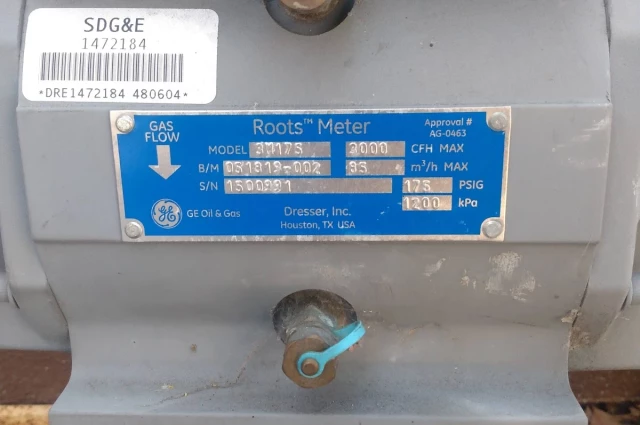 SDG&E
1472184
*DRE1472184 480604*
GAS FLOW
Roots™ Meter
Approval #
AG-0463
MODEL 3M175 3000 CFH MAX
B/M 051819-002 85 m³/h MAX
S/N 1500991 175 PSIG
1200 kPa
GE
GE Oil & Gas
Dresser, Inc.
Houston, TX USA